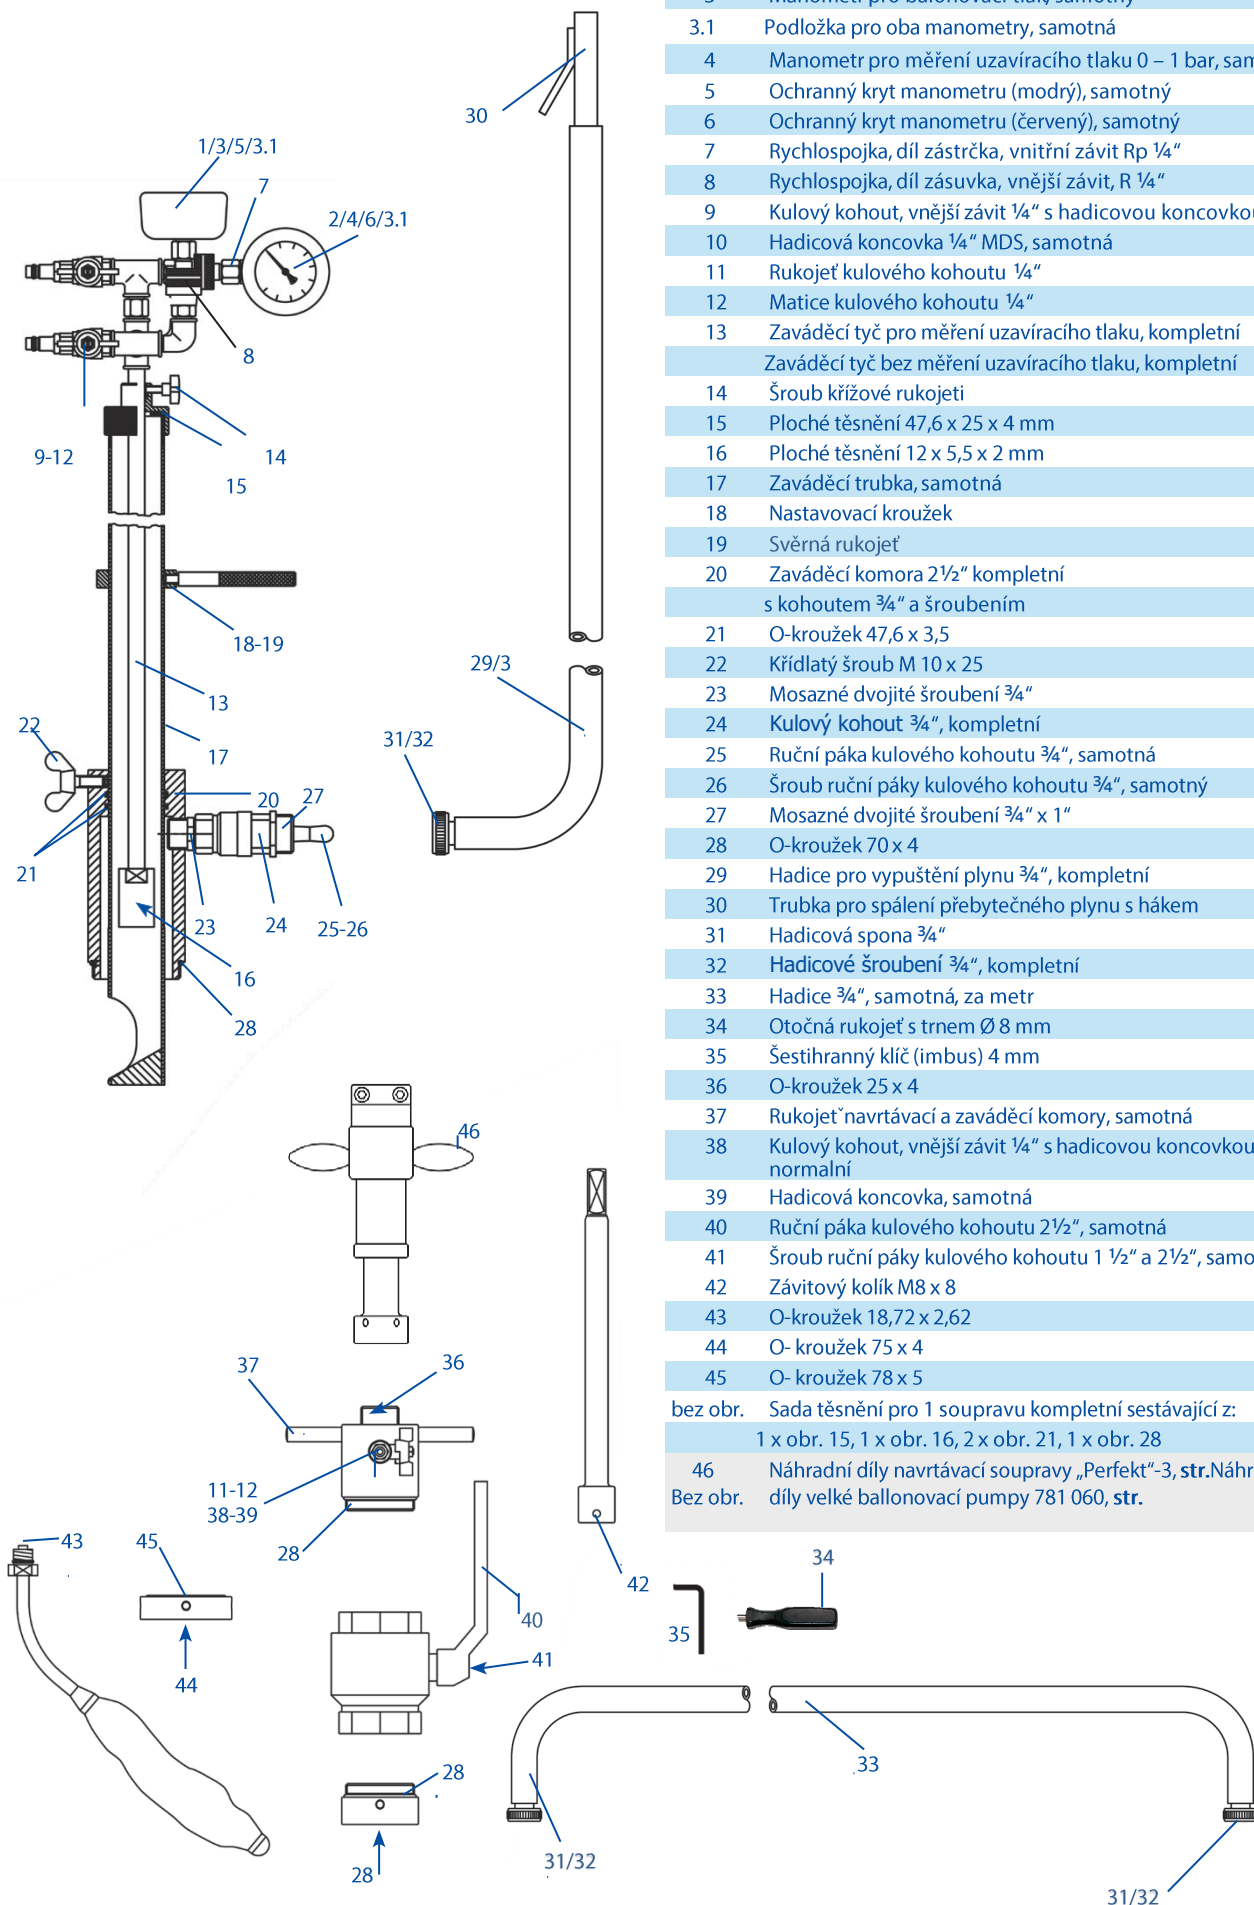 3 Manometr pro balonovací tlak, samotný
3.1 Podložka pro oba manometry, samotná
4 Manometr pro měření uzavíracího tlaku 0 – 1 bar, sam
5 Ochranný kryt manometru (modrý), samotný
6 Ochranný kryt manometru (červený), samotný
7 Rychlospojka, díl zástrčka, vnitřní závit Rp ¼“
8 Rychlospojka, díl zásuvka, vnější závit, R ¼“
9 Kulový kohout, vnější závit ¼“ s hadicovou koncovkou
10 Hadicová koncovka ¼“ MDS, samotná
11 Rukojeť kulového kohoutu ¼“
12 Matice kulového kohoutu ¼“
13 Zaváděcí tyč pro měření uzavíracího tlaku, kompletní
Zaváděcí tyč bez měření uzavíracího tlaku, kompletní
14 Šroub křížové rukojeti
15 Ploché těsnění 47,6 x 25 x 4 mm
16 Ploché těsnění 12 x 5,5 x 2 mm
17 Zaváděcí trubka, samotná
18 Nastavovací kroužek
19 Svěrná rukojeť
20 Zaváděcí komora 2½“ kompletní
s kohoutem ¾“ a šroubením
21 O-kroužek 47,6 x 3,5
22 Křídlatý šroub M 10 x 25
23 Mosazné dvojité šroubení ¾“
24 Kulový kohout ¾“, kompletní
25 Ruční páka kulového kohoutu ¾“, samotná
26 Šroub ruční páky kulového kohoutu ¾“, samotný
27 Mosazné dvojité šroubení ¾“ x 1“
28 O-kroužek 70 x 4
29 Hadice pro vypuštění plynu ¾“, kompletní
30 Trubka pro spálení přebytečného plynu s hákem
31 Hadicová spona ¾“
32 Hadicové šroubení ¾“, kompletní
33 Hadice ¾“, samotná, za metr
34 Otočná rukojeť s trnem Ø 8 mm
35 Šestihranný klíč (imbus) 4 mm
36 O-kroužek 25 x 4
37 Rukojetˇnavrtávací a zaváděcí komory, samotná
38 Kulový kohout, vnější závit ¼“ s hadicovou koncovkou
normalní
39 Hadicová koncovka, samotná
40 Ruční páka kulového kohoutu 2½“, samotná
41 Šroub ruční páky kulového kohoutu 1 ½“ a 2½“, samo
42 Závitový kolík M8 x 8
43 O-kroužek 18,72 x 2,62
44 O- kroužek 75 x 4
45 O- kroužek 78 x 5
bez obr. Sada těsnění pro 1 soupravu kompletní sestávající z:
1 x obr. 15, 1 x obr. 16, 2 x obr. 21, 1 x obr. 28
46 Náhradní díly navrtávací soupravy „Perfekt“-3, str.Náhr
Bez obr. díly velké ballonovací pumpy 781 060, str.
30
1/3/5/3.1
7
2/4/6/3.1
8
9-12
14
15
18-19
29/3
13
22
31/32
17
20
27
21
23
24
25-26
16
28
46
37
36
11-12
38-39
28
43
45
42
34
40
35
41
44
28
33
31/32
28
31/32